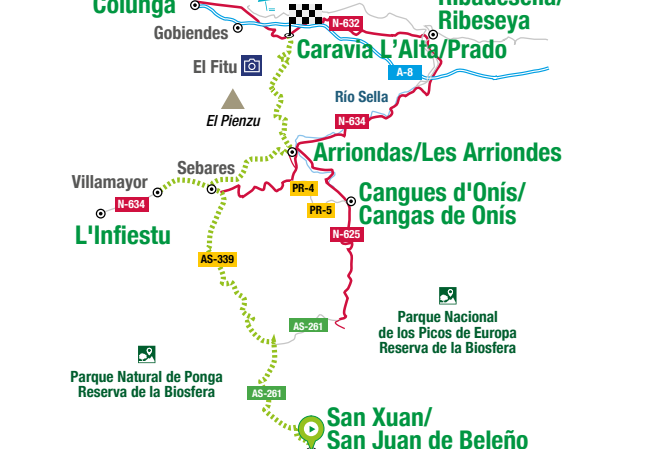 Colunga
Ribadesella/
Ribeseya
N-632
Gobiendes
Caravia L'Alta/Prado
El Fitu
A-8
Río Sella
El Pienzu
N-634
Arriondas/Les Arriondes
Sebares
Villamayor
PR-4
N-634
PR-5
Cangues d'Onís/
Cangas de Onís
L'Infiestu
N-625
AS-339
Parque Nacional
de los Picos de Europa
Reserva de la Biosfera
AS-261
Parque Natural de Ponga
Reserva de la Biosfera
AS-261
San Xuan/
San Juan de Beleño